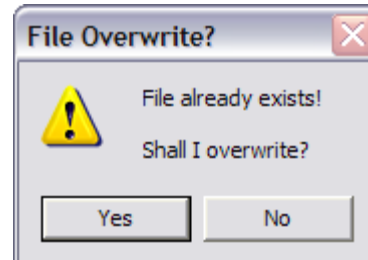 File Overwrite?
File already exists!
Shall I overwrite?
Yes
No